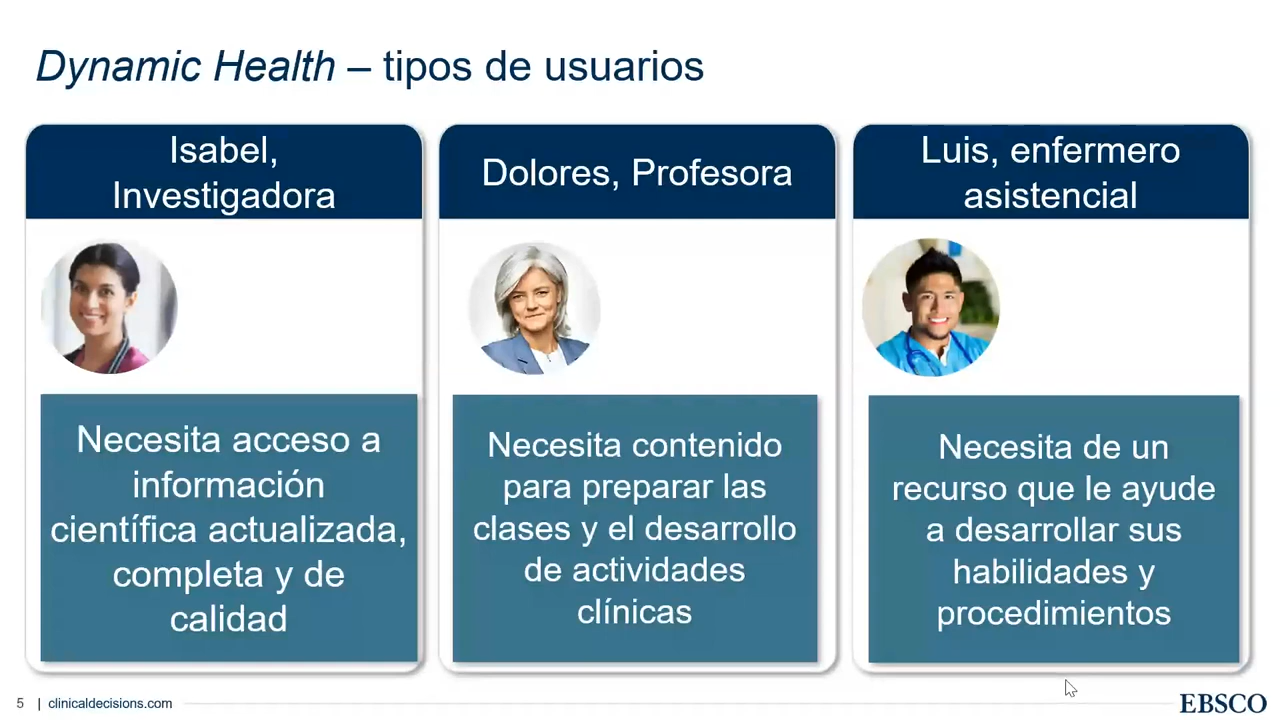 Dynamic Health – tipos de usuarios
Isabel,
Investigadora
Necesita acceso a
información
científica actualizada,
completa y de
calidad
Dolores, Profesora
Necesita contenido
para preparar las
clases y el desarrollo
de actividades
clínicas
Luis, enfermero
asistencial
Necesita de un
recurso que le ayude
a desarrollar sus
habilidades y
procedimientos
5 | clinicaldecisions.com
EBSCO